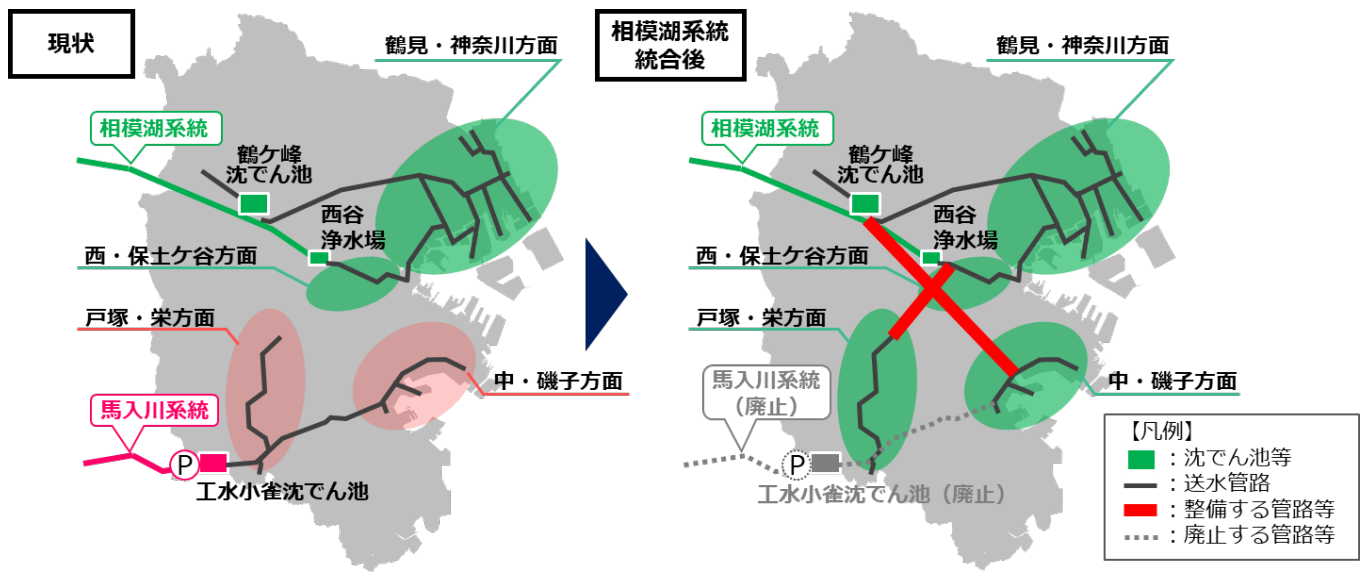 現状
鶴見・神奈川方面
相模湖系統
鶴ケ峰
沈でん池
西谷
浄水場
西・保土ケ谷方面
戸塚・栄方面
中・磯子方面
馬入川系統
P
工水小雀沈でん池
相模湖系統
統合後
鶴見・神奈川方面
相模湖系統
鶴ケ峰
沈でん池
西谷
浄水場
西・保土ケ谷方面
戸塚・栄方面
中・磯子方面
馬入川系統
（廃止）
P
工水小雀沈でん池（廃止）
【凡例】
：沈でん池等
：送水管路
：整備する管路等
：廃止する管路等